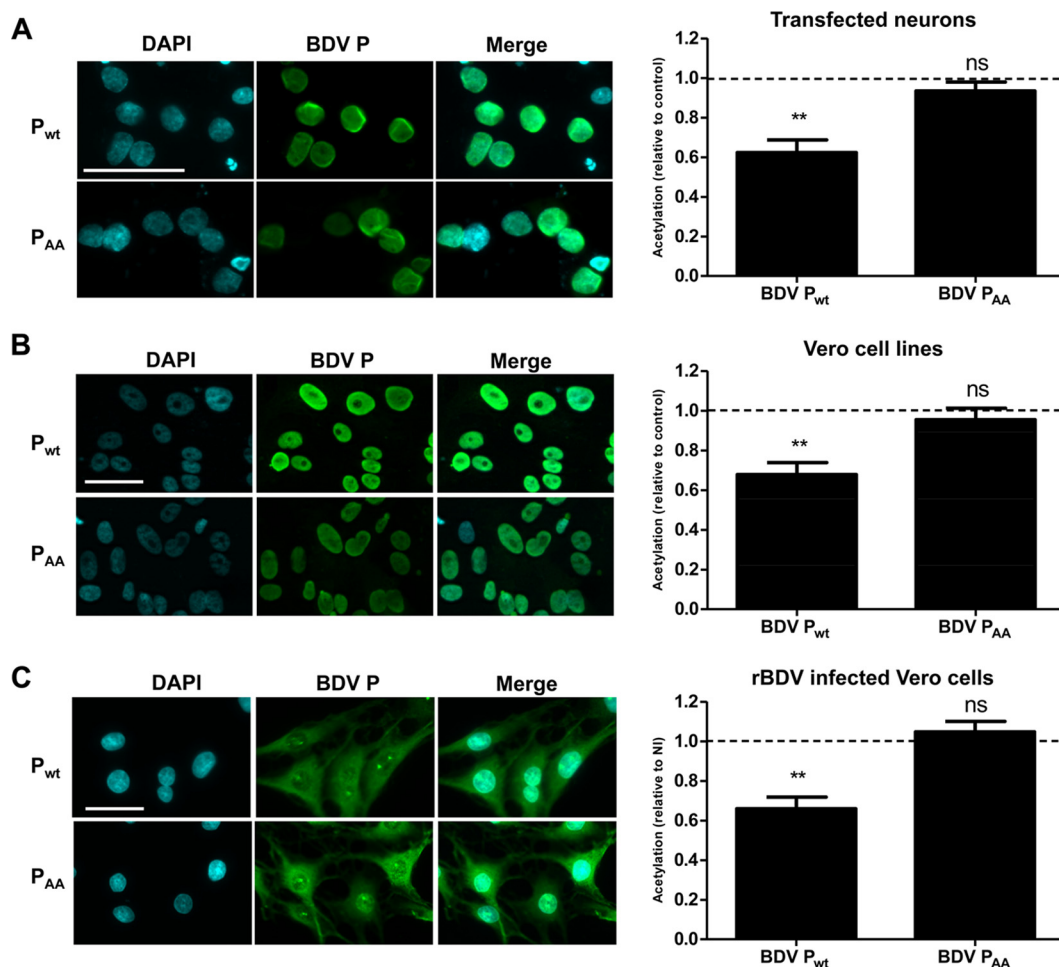 A
DAPI
BDV P
Merge
Pwt
PAA
Transfected neurons
Acetylation (relative to control)
1.2
1.0
0.8
0.6
0.4
0.2
0.0
**
ns
BDV Pwt
BDV PAA
B
DAPI
BDV P
Merge
Pwt
PAA
Vero cell lines
Acetylation (relative to control)
1.2
1.0
0.8
0.6
0.4
0.2
0.0
**
ns
BDV Pwt
BDV PAA
C
DAPI
BDV P
Merge
Pwt
PAA
rBDV infected Vero cells
Acetylation (relative to NI)
1.2
1.0
0.8
0.6
0.4
0.2
0.0
**
ns
BDV Pwt
BDV PAA